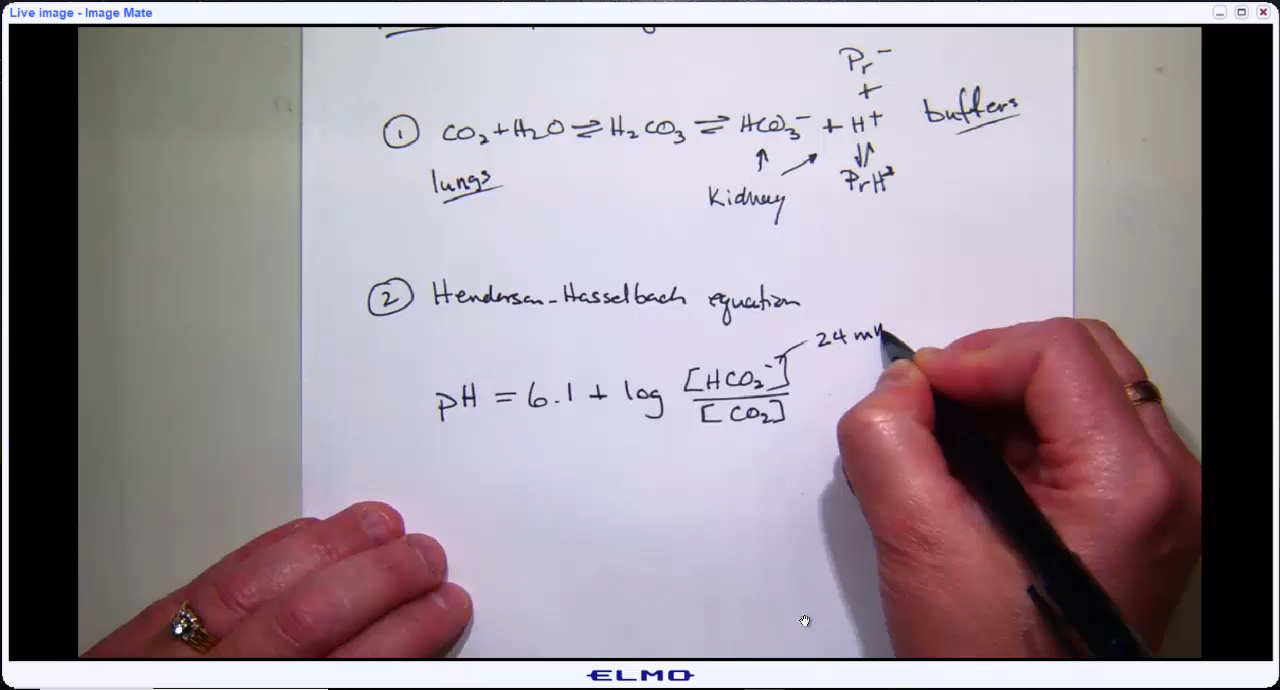 Live image - Image Mate
Pr⁻
+
① CO₂ + H₂O ⇌ H₂CO₃ ⇌ HCO₃⁻ + H⁺ buffers
lungs
Kidney
PrH
② Henderson-Hasselbach equation
24 m
pH = 6.1 + log [HCO₂⁻]
[CO₂]
ELMO